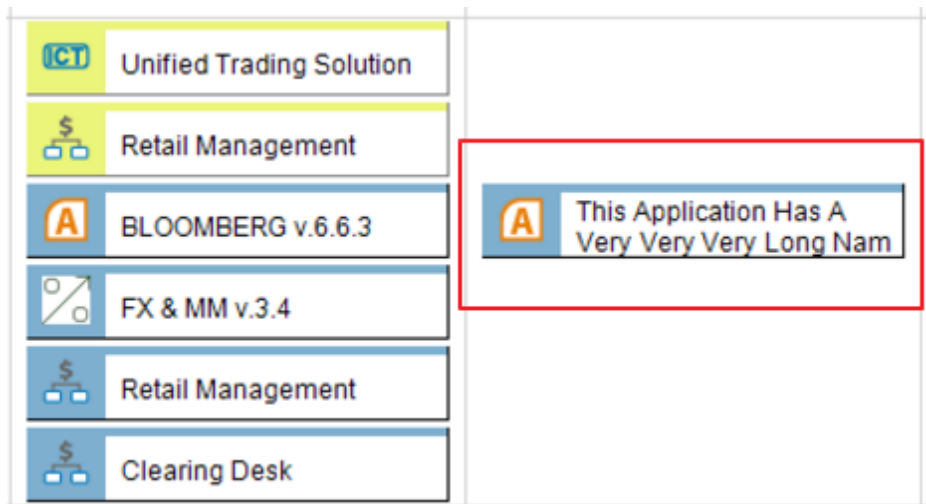 ICT
Unified Trading Solution
$
Retail Management
A
BLOOMBERG v.6.6.3
FX & MM v.3.4
$
Retail Management
$
Clearing Desk
A
This Application Has A
Very Very Very Long Nam